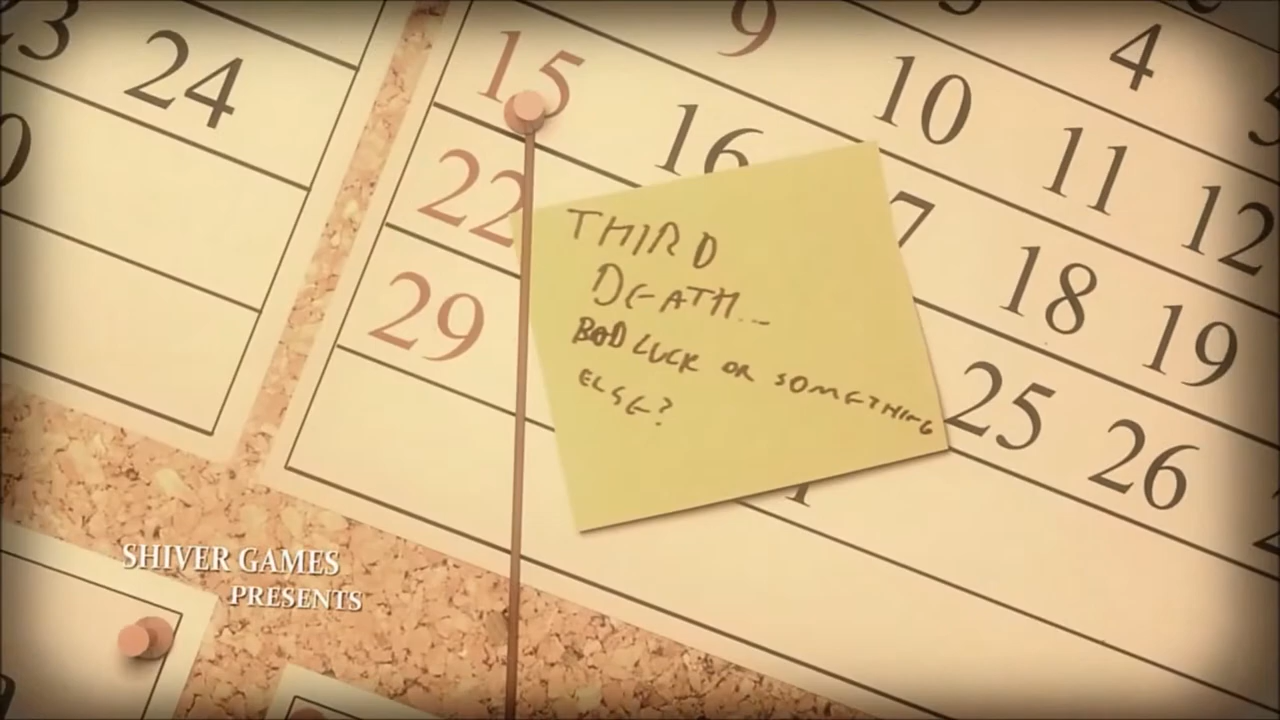 23 24
15
9
4
10
16
11
12
22
THIRD
DEATH...
BAD LUCK OR SOMETHING
ELSE?
18
19
29
25
26
SHIVER GAMES
PRESENTS